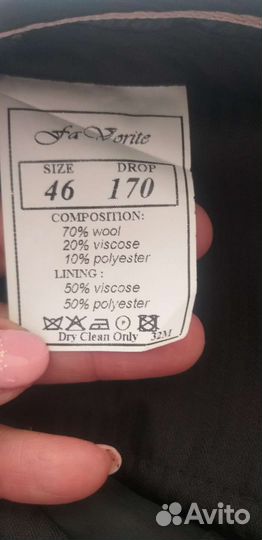 FaVorite
SIZE DROP
46 170
COMPOSITION:
70% wool
20% viscose
10% polyester
LINING :
50% viscose
50% polyester
P
Dry Clean Only 32M
Avito